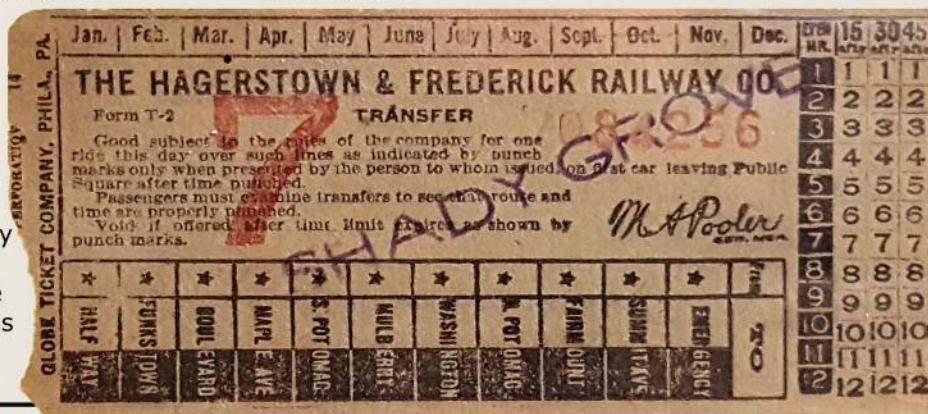 Jan. Feb. Mar. Apr. May June July Aug. Sept. Oct. Nov. Dec.
THE HAGERSTOWN & FREDERICK RAILWAY CO.
Form T-2 TRANSFER
084256
7
Good subject to the rules of the company for one
ride this day over such lines as indicated by punch
marks only when presented by the person to whom issued, on first car leaving Public
Square after time punched.
Passengers must examine transfers to see that route and
time are properly punched.
Void if offered after time limit expires as shown by
punch marks.
M A Pooler
GEN. MGR.
SHADY GROVE
GLOBE TICKET COMPANY, PHILA., PA.
14
HALF WAY
FUNKSTOWN
BOULEVARD
MAPLE AVE
S. POTOMAC
MULBERRY
WASHINGTON
N. POTOMAC
FAIRMOUNT
SUMMIT AVE
EMERGENCY
From
TO
HR. 15 30 45
1 1 1 1
2 2 2 2
3 3 3 3
4 4 4 4
5 5 5 5
6 6 6 6
7 7 7 7
8 8 8 8
9 9 9 9
10 10 10 10
11 11 11 11
12 12 12 12
y
e
s